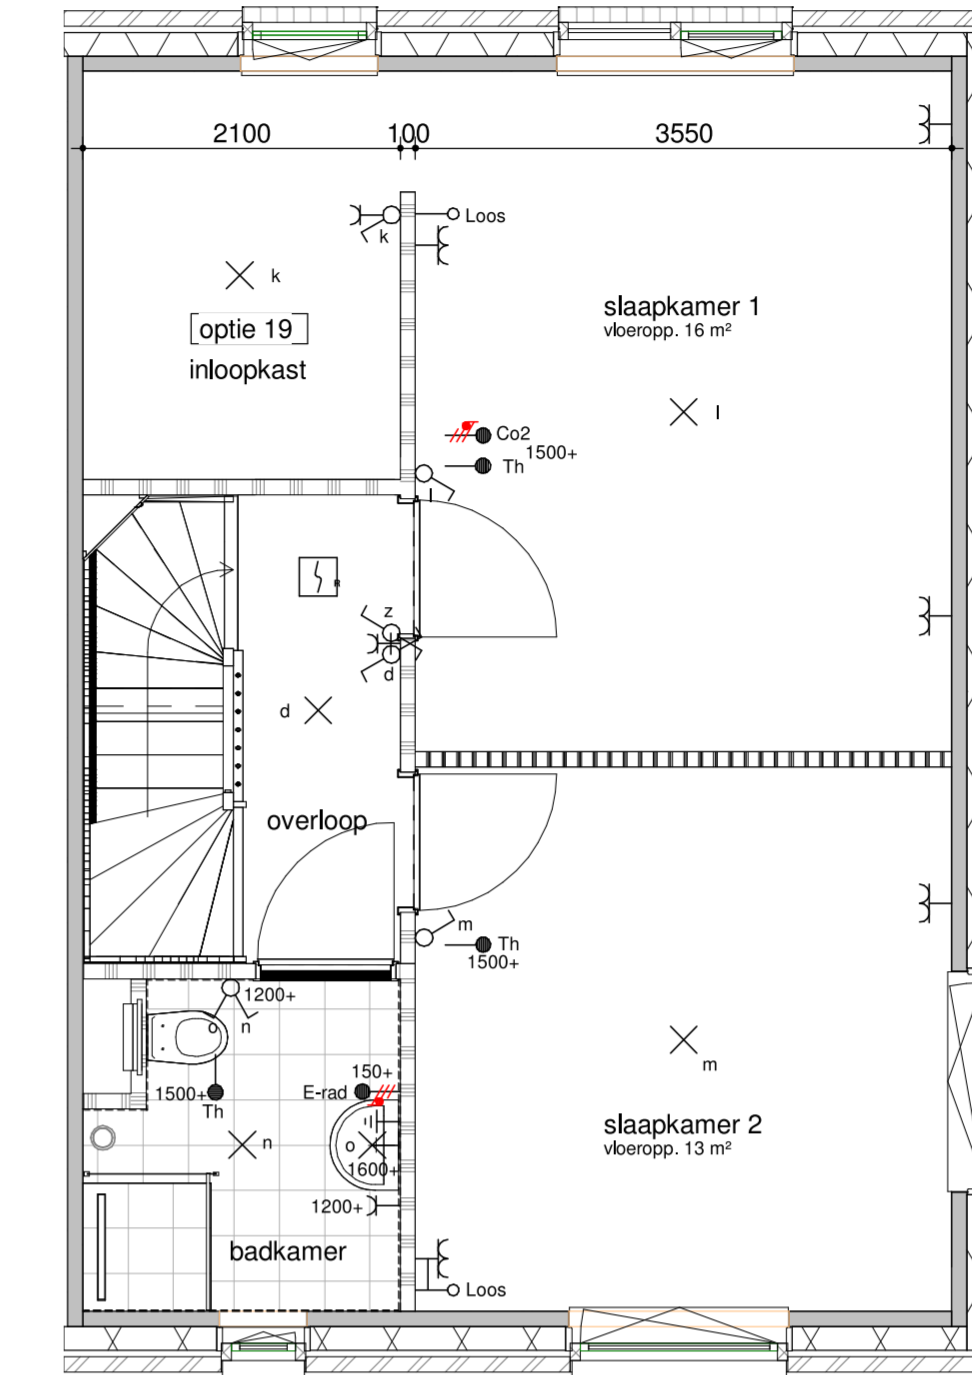 2100
100
3550
Loos
k
k
optie 19
inloopkast
slaapkamer 1
vloeropp. 16 m²
l
Co2
1500+
Th
l
z
d
d
overloop
m
Th
1500+
1200+
o
n
m
150+
E-rad
1500+
Th
n
o
1600+
slaapkamer 2
vloeropp. 13 m²
1200+
badkamer
Loos